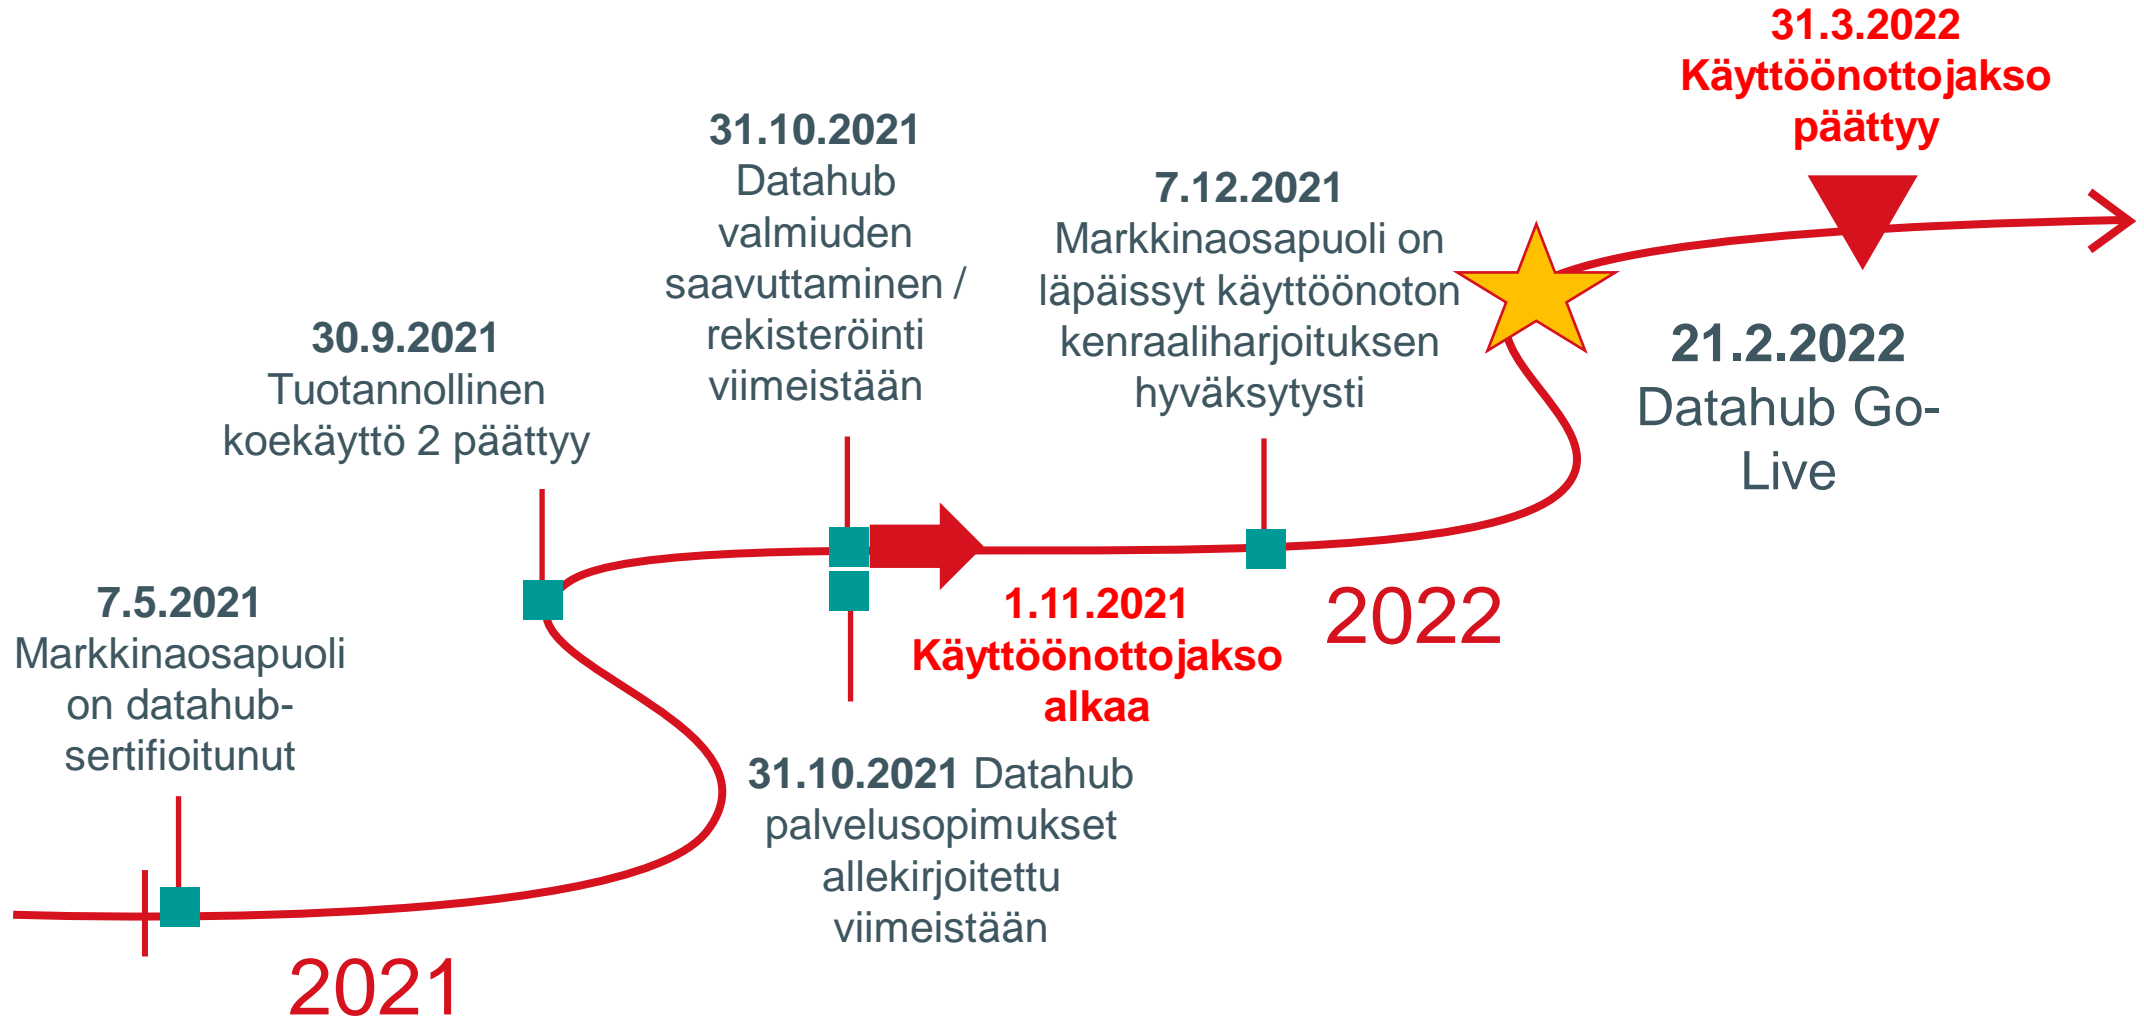 7.5.2021
Markkinaosapuoli
on datahub-
sertifioitunut
2021
30.9.2021
Tuotannollinen
koekäyttö 2 päättyy
31.10.2021
Datahub
valmiuden
saavuttaminen /
rekisteröinti
viimeistään
31.10.2021 Datahub
palvelusopimukset
allekirjoitettu
viimeistään
1.11.2021
Käyttöönottojakso
alkaa
7.12.2021
Markkinaosapuoli on
läpäissyt käyttöönoton
kenraaliharjoituksen
hyväksytysti
2022
21.2.2022
Datahub Go-
Live
31.3.2022
Käyttöönottojakso
päättyy